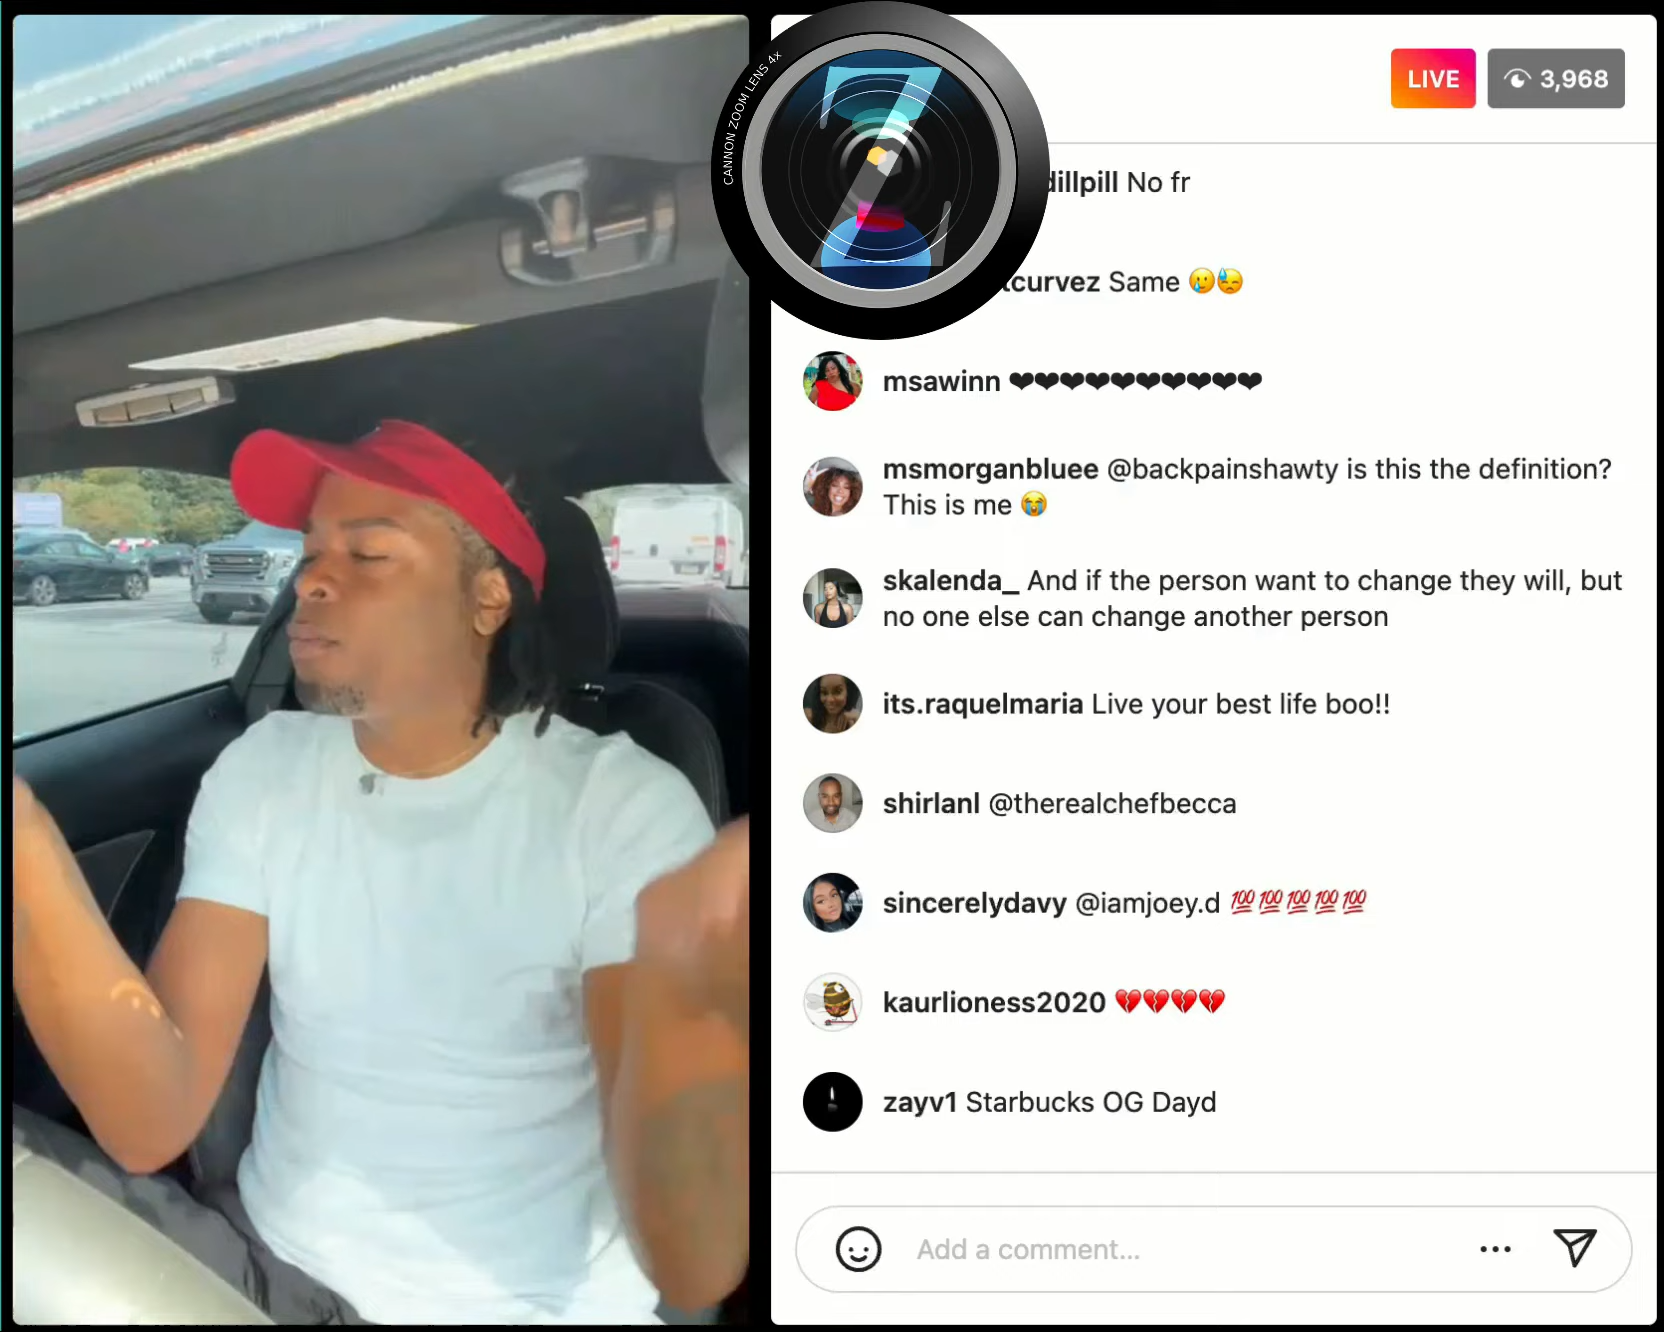 CANNON ZOOM LENS 4x
Z
LIVE
3,968
dillpill No fr
curvez Same 🥲😓
msawinn ❤❤❤❤❤❤❤❤❤❤
msmorganbluee @backpainshawty is this the definition?
This is me 😭
skalenda_ And if the person want to change they will, but
no one else can change another person
its.raquelmaria Live your best life boo!!
shirlanl @therealchefbecca
sincerelydavy @iamjoey.d 💯💯💯💯💯
kaurlioness2020 💔💔💔💔
zayv1 Starbucks OG Dayd
Add a comment...